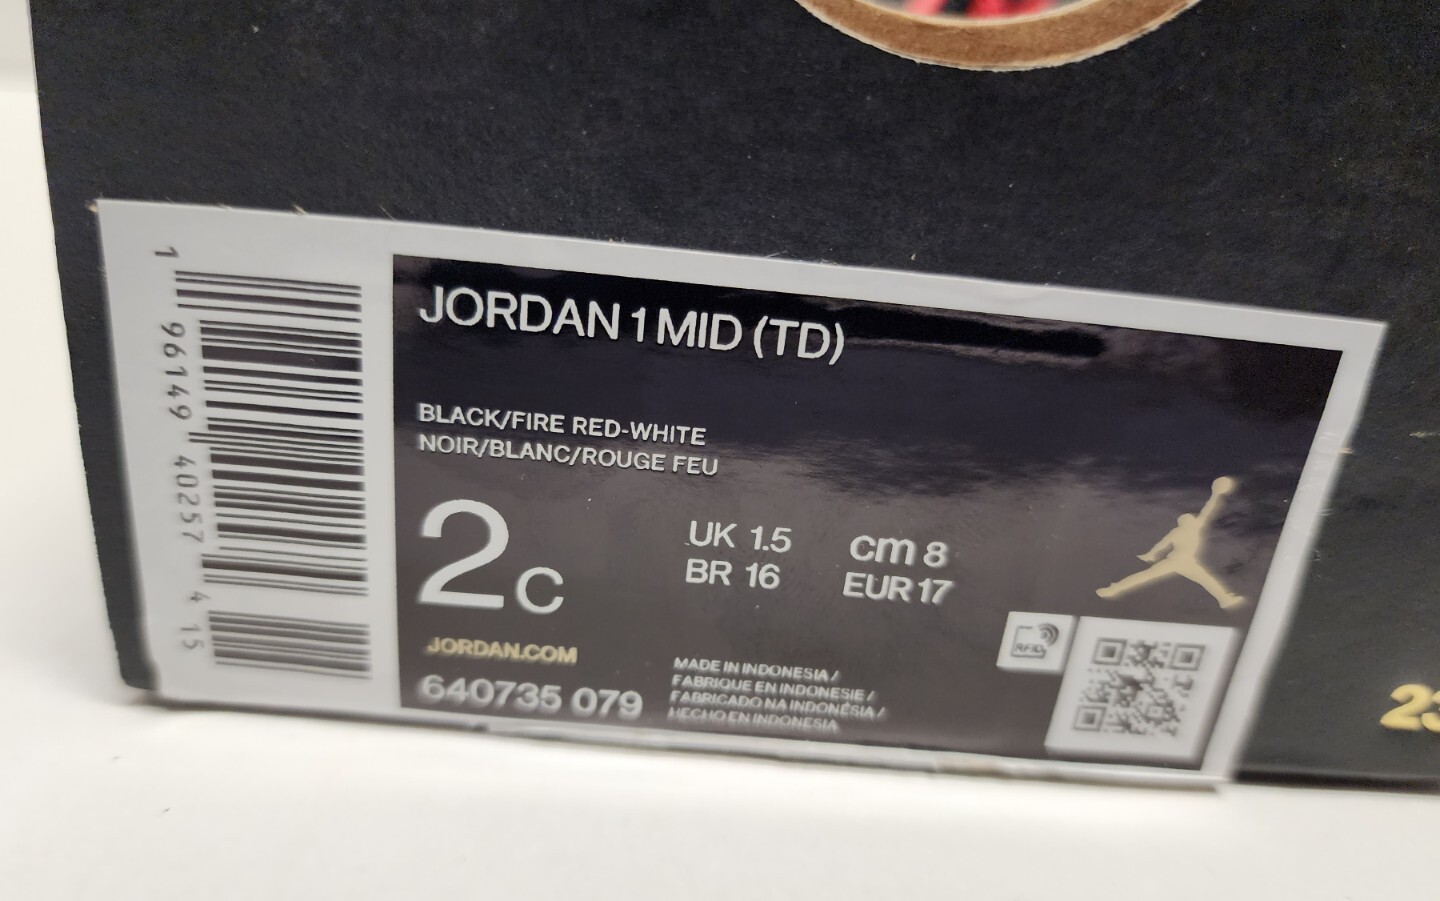 JORDAN 1 MID (TD)
BLACK/FIRE RED-WHITE
NOIR/BLANC/ROUGE FEU
2C
UK 1.5
cm 8
BR 16
EUR 17
JORDAN.COM
640735 079
MADE IN INDONESIA /
FABRIQUE EN INDONESIE /
FABRICADO NA INDONÉSIA /
HECHO EN INDONESIA
RFID
1 96149 40257 4 15
23